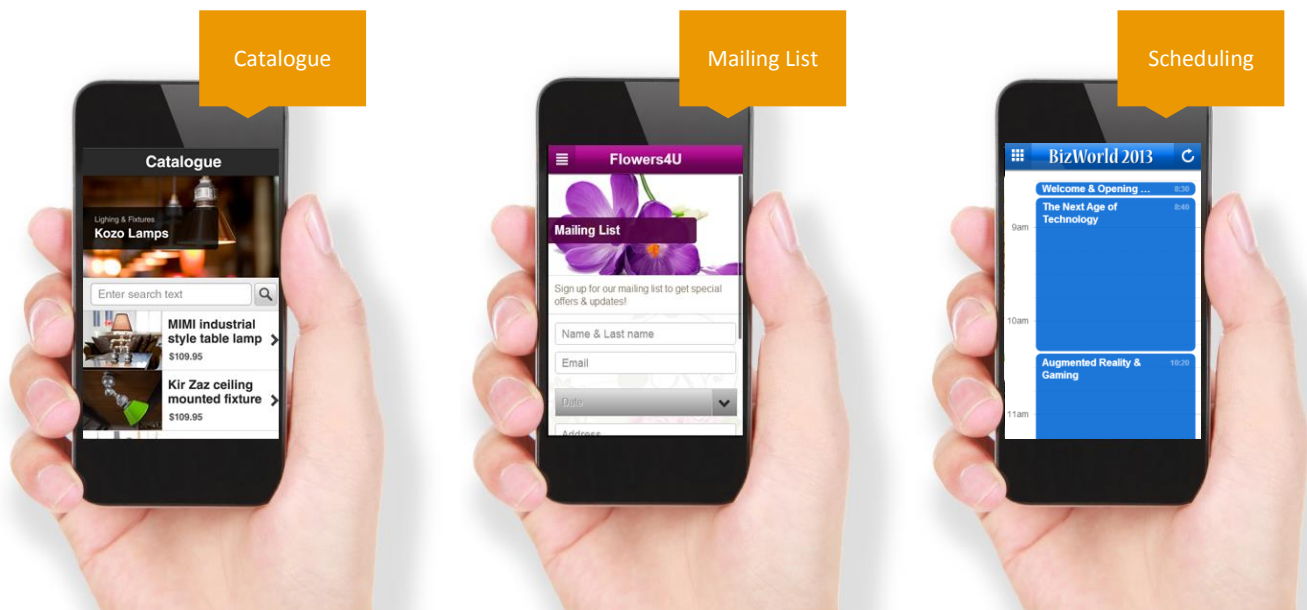 Catalogue
Catalogue
Lighing & Fixtures
Kozo Lamps
Enter search text
MIMI industrial
style table lamp
$109.95
Kir Zaz ceiling
mounted fixture
$109.95
Mailing List
Flowers4U
Mailing List
Sign up for our mailing list to get special
offers & updates!
Name & Last name
Email
Date
Address
Scheduling
BizWorld 2013
Welcome & Opening ... 8:30
The Next Age of 8:40
Technology
9am
10am
Augmented Reality & 10:20
Gaming
11am